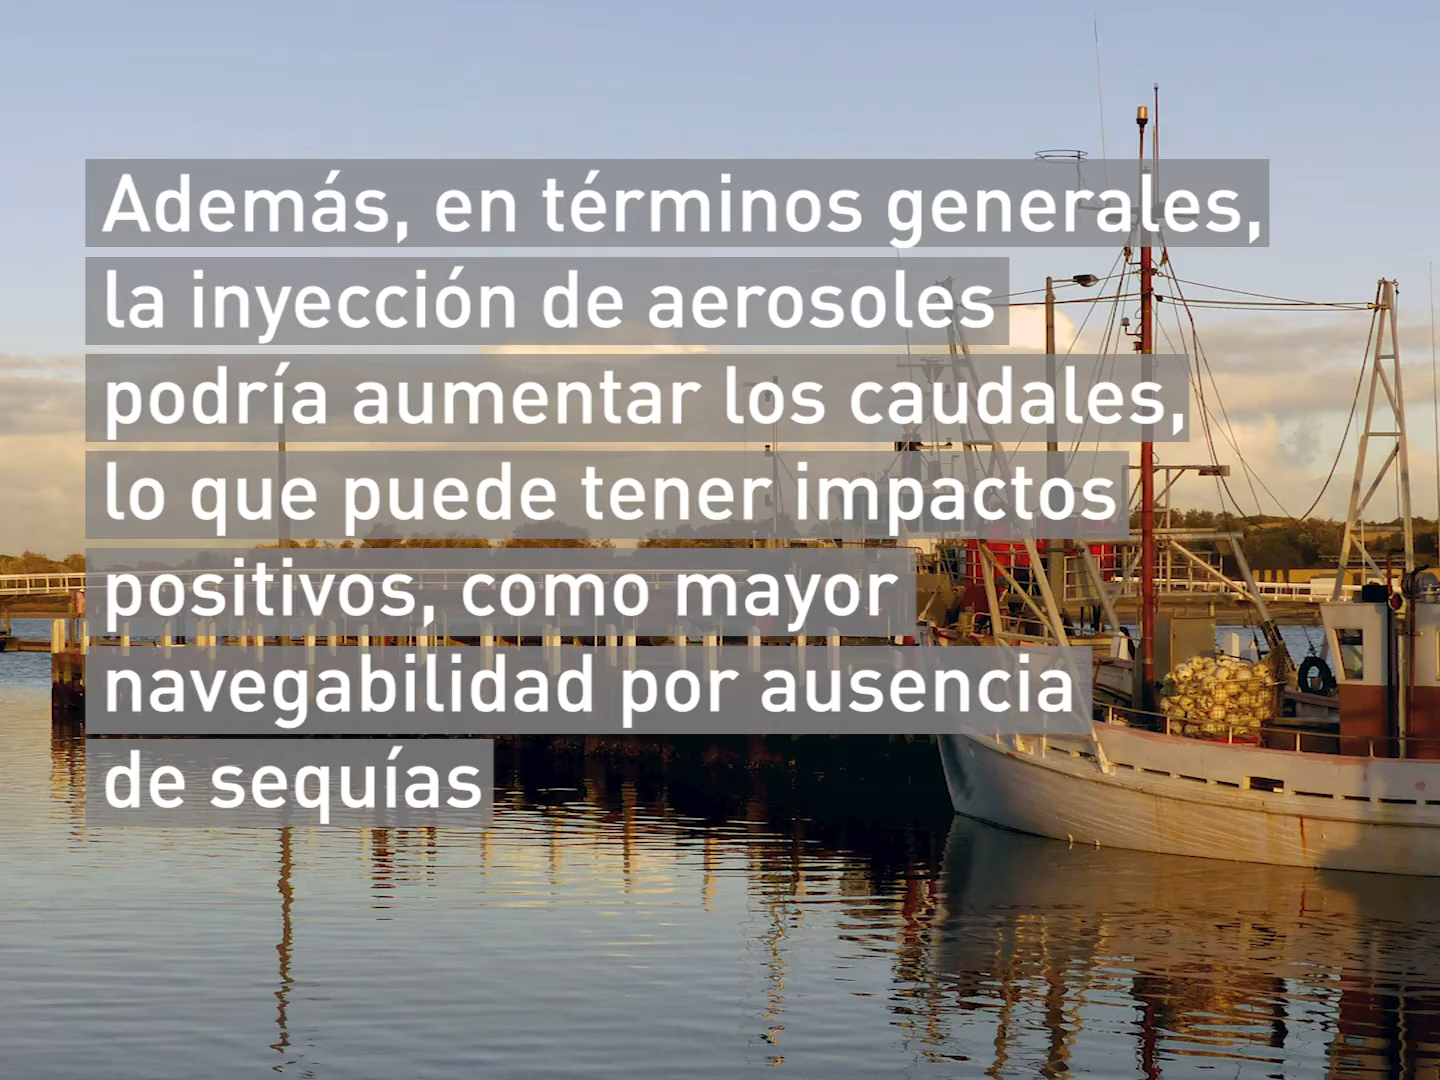 Además, en términos generales,
la inyección de aerosoles
podría aumentar los caudales,
lo que puede tener impactos
positivos, como mayor
navegabilidad por ausencia
de sequías